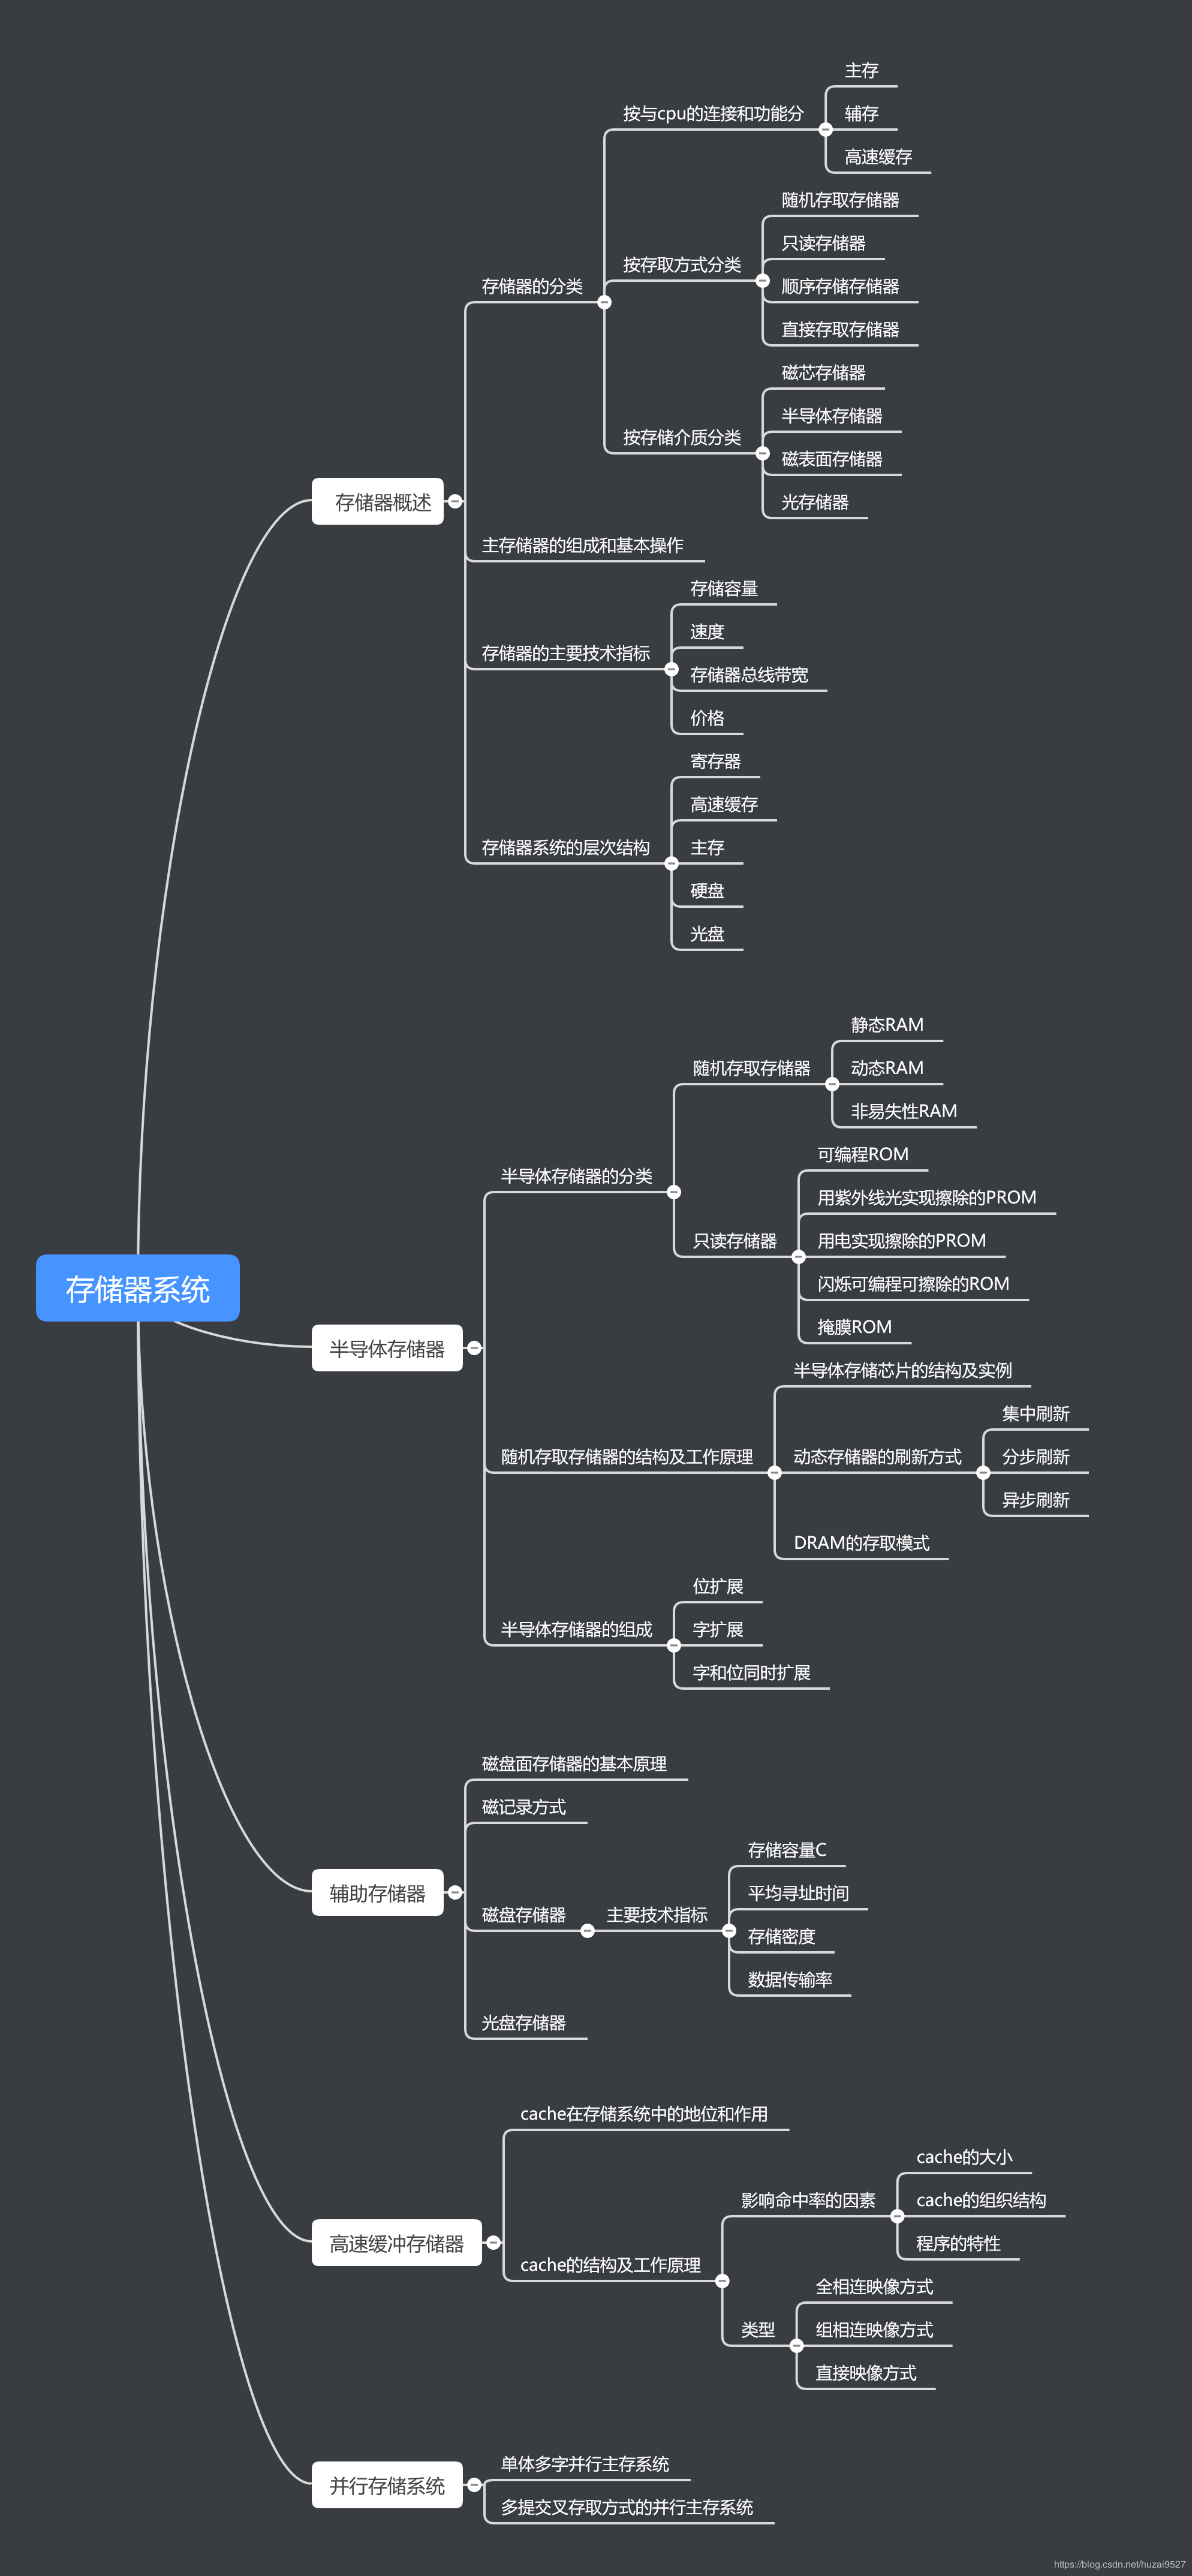 存储器系统
存储器概述
存储器的分类
按与cpu的连接和功能分
主存
辅存
高速缓存
按存取方式分类
随机存取存储器
只读存储器
顺序存储存储器
直接存取存储器
按存储介质分类
磁芯存储器
半导体存储器
磁表面存储器
光存储器
主存储器的组成和基本操作
存储器的主要技术指标
存储容量
速度
存储器总线带宽
价格
存储器系统的层次结构
寄存器
高速缓存
主存
硬盘
光盘
半导体存储器
半导体存储器的分类
随机存取存储器
静态RAM
动态RAM
非易失性RAM
只读存储器
可编程ROM
用紫外线光实现擦除的PROM
用电实现擦除的PROM
闪烁可编程可擦除的ROM
掩膜ROM
随机存取存储器的结构及工作原理
半导体存储芯片的结构及实例
动态存储器的刷新方式
集中刷新
分步刷新
异步刷新
DRAM的存取模式
半导体存储器的组成
位扩展
字扩展
字和位同时扩展
辅助存储器
磁盘面存储器的基本原理
磁记录方式
磁盘存储器
主要技术指标
存储容量C
平均寻址时间
存储密度
数据传输率
光盘存储器
高速缓冲存储器
cache在存储系统中的地位和作用
cache的结构及工作原理
影响命中率的因素
cache的大小
cache的组织结构
程序的特性
类型
全相连映像方式
组相连映像方式
直接映像方式
并行存储系统
单体多字并行主存系统
多提交叉存取方式的并行主存系统
https://blog.csdn.net/huzai9527